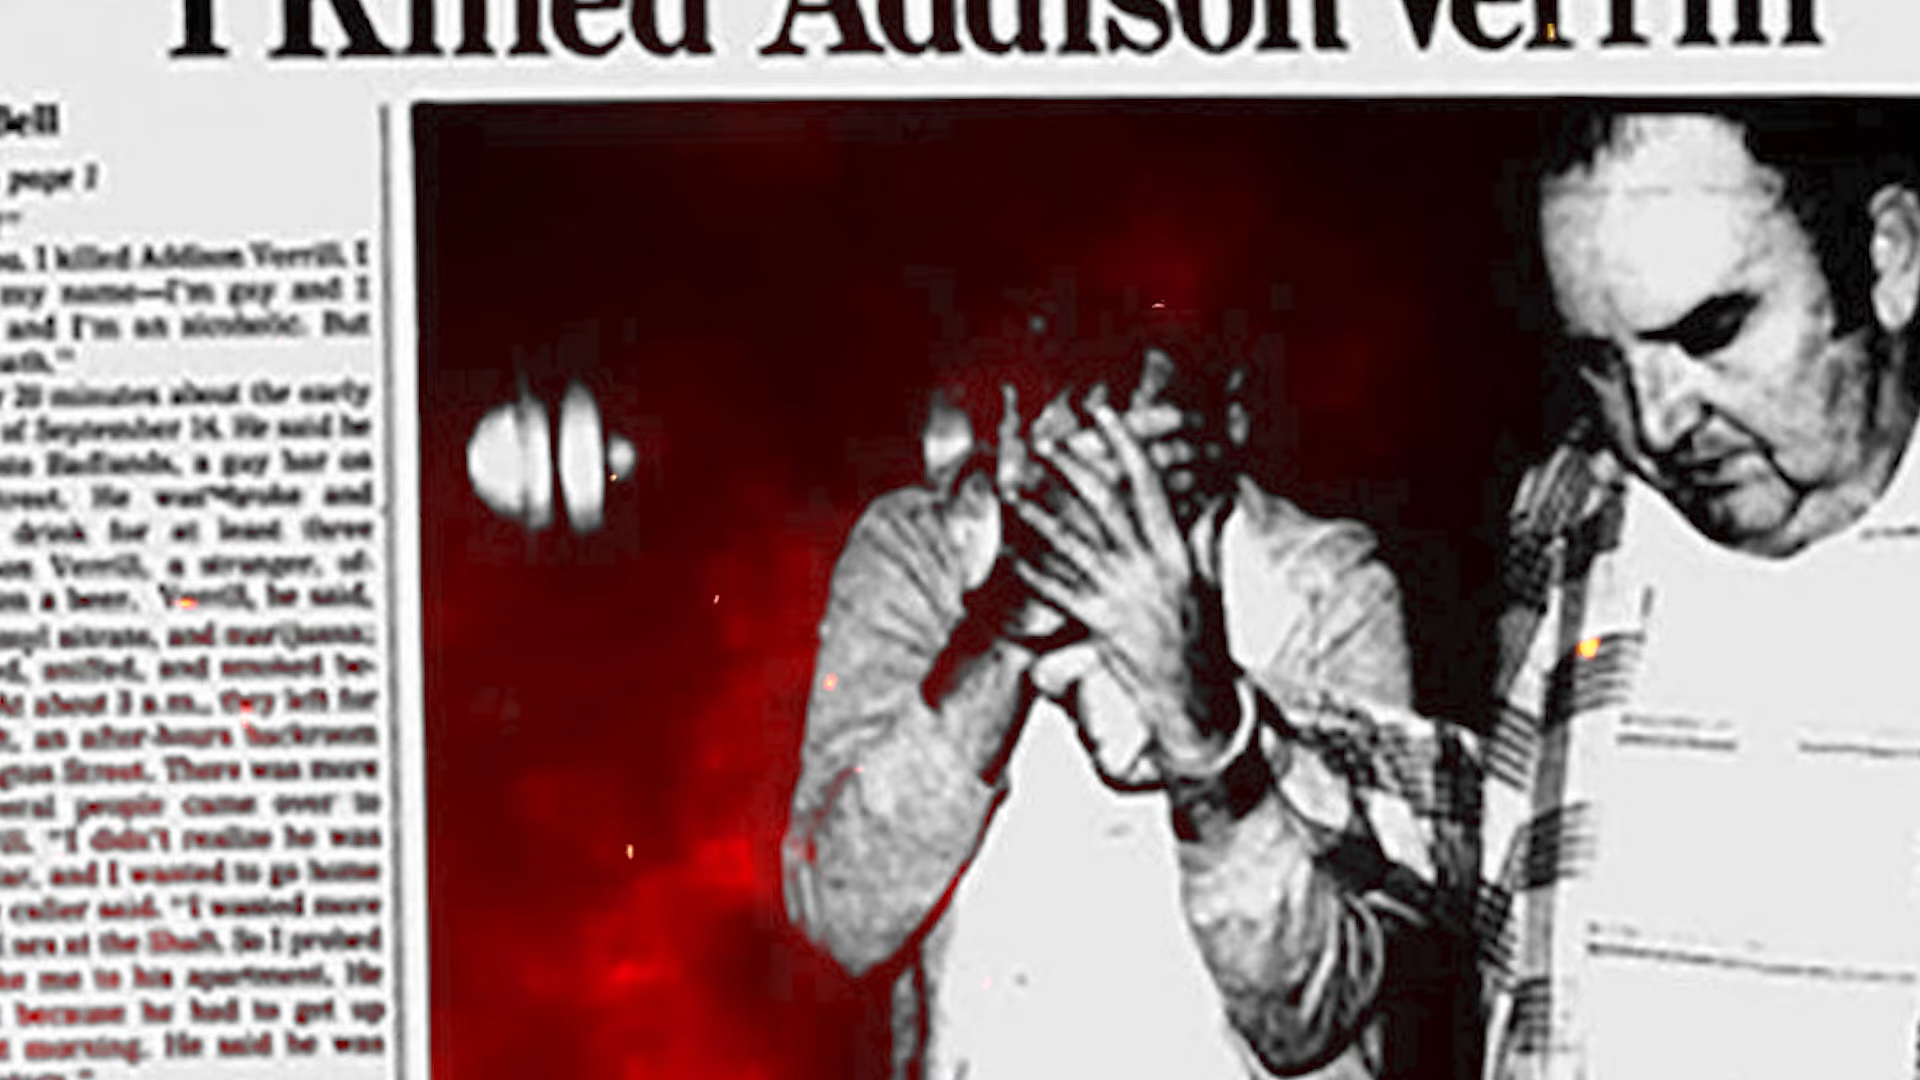 I Killed Addison Verrill
Bell
page 1
I killed Addison Verrill, I
my name—I'm gay and I
and I'm an alcoholic. But
20 minutes about the early
of September 14. He said he
Badlands, a gay bar on
He was broke and
drink for at least three
Verrill, a stranger, of-
a beer. Verrill, he said,
nitrate, and marijuana;
sniffed, and smoked be-
At about 3 a.m., they left for
an after-hours backroom
Street. There was more
people came over to
"I didn't realize he was
and I wanted to go home
caller said. "I wanted more
sex at the Shaft. So I probed
me to his apartment. He
because he had to get up
morning. He said he was